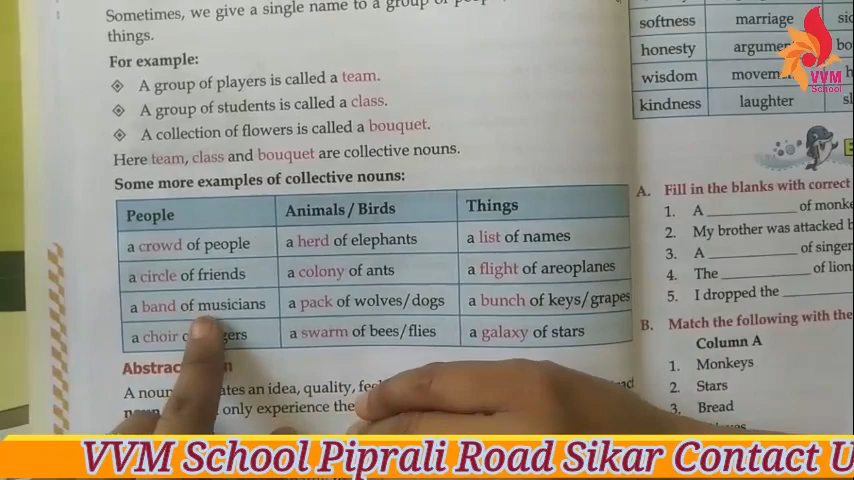 Sometimes, we give a single name to a group of
things.
For example:
A group of players is called a team.
A group of students is called a class.
A collection of flowers is called a bouquet.
Here team, class and bouquet are collective nouns.
Some more examples of collective nouns:
People Animals / Birds Things
a crowd of people a herd of elephants a list of names
a circle of friends a colony of ants a flight of areoplanes
a band of musicians a pack of wolves/dogs a bunch of keys/grapes
a choir a swarm of bees/flies a galaxy of stars
A noun an idea, quality,
only experience
softness marriage
honesty
wisdom
kindness laughter
A. Fill in the blanks with correct
1. A ____ of
2. My brother was attacked
3. A ____ of
4. The ____ of
5. I dropped the ____
B. Match the following with the
Column A
1. Monkeys
2. Stars
3. Bread
VVM
School
VVM School Piprali Road Sikar Contact